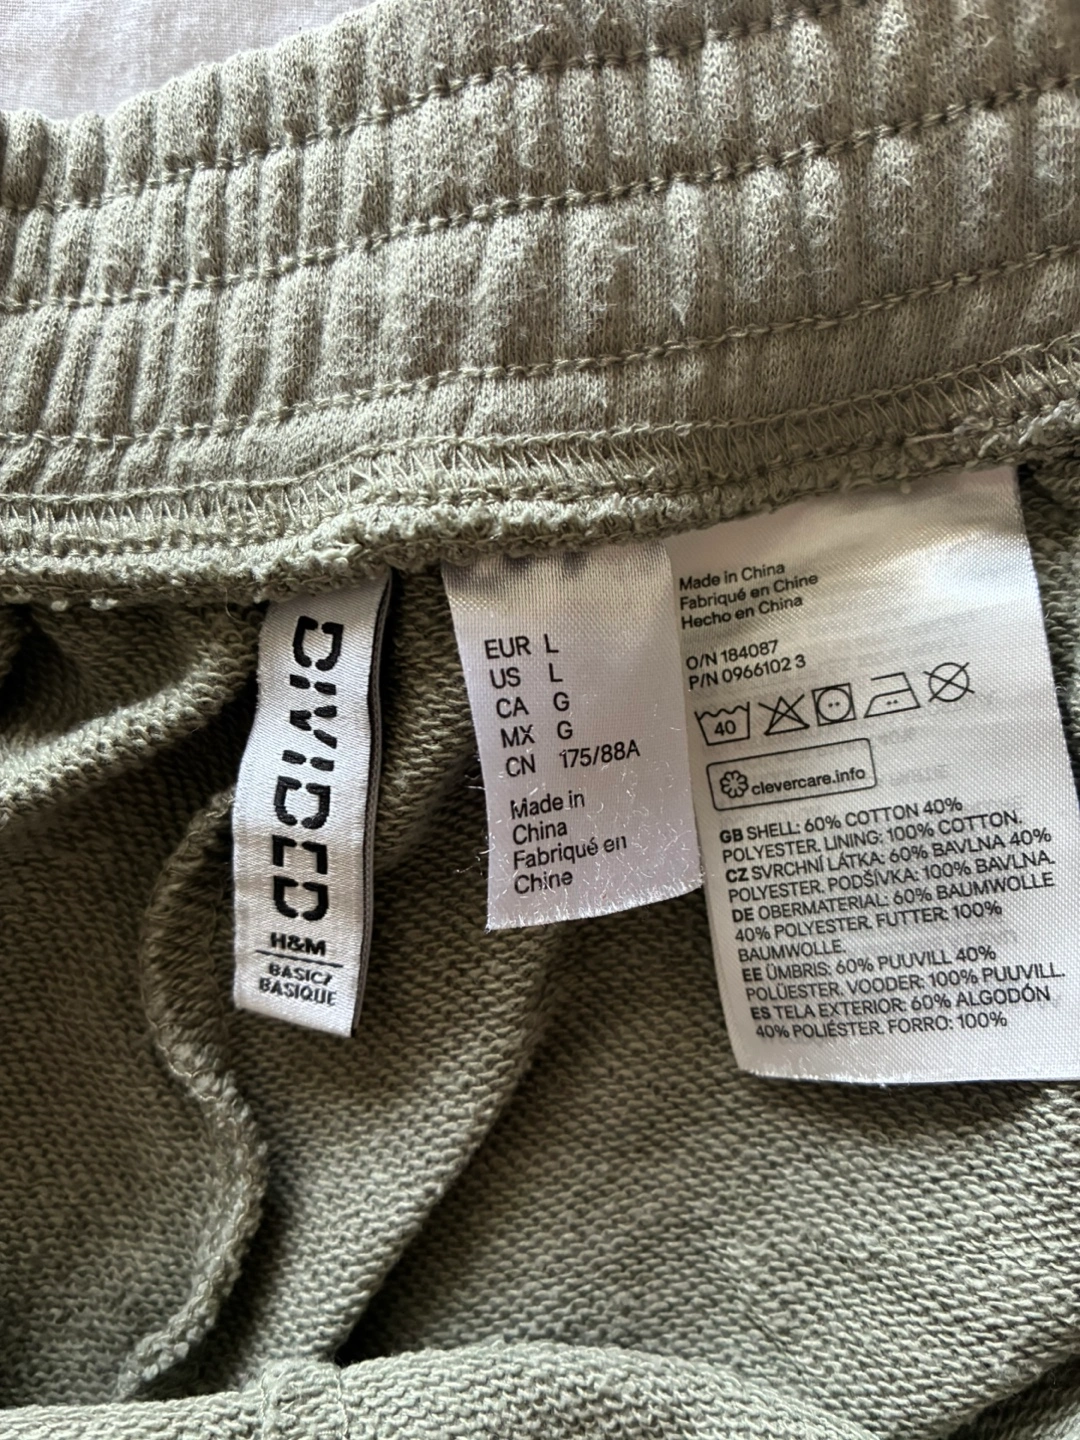 DIVIDED
H&M
BASIC/
BASIQUE
EUR L
US L
CA G
MX G
CN 175/88A
Made in
China
Fabriqué en
Chine
Made in China
Fabriqué en Chine
Hecho en China
O/N 184087
P/N 0966102 3
40
clevercare.info
GB SHELL: 60% COTTON 40%
POLYESTER. LINING: 100% COTTON.
CZ SVRCHNÍ LÁTKA: 60% BAVLNA 40%
POLYESTER. PODŠÍVKA: 100% BAVLNA.
DE OBERMATERIAL: 60% BAUMWOLLE
40% POLYESTER. FUTTER: 100%
BAUMWOLLE.
EE ÜMBRIS: 60% PUUVILL 40%
POLÜESTER. VOODER: 100% PUUVILL.
ES TELA EXTERIOR: 60% ALGODÓN
40% POLIÉSTER. FORRO: 100%